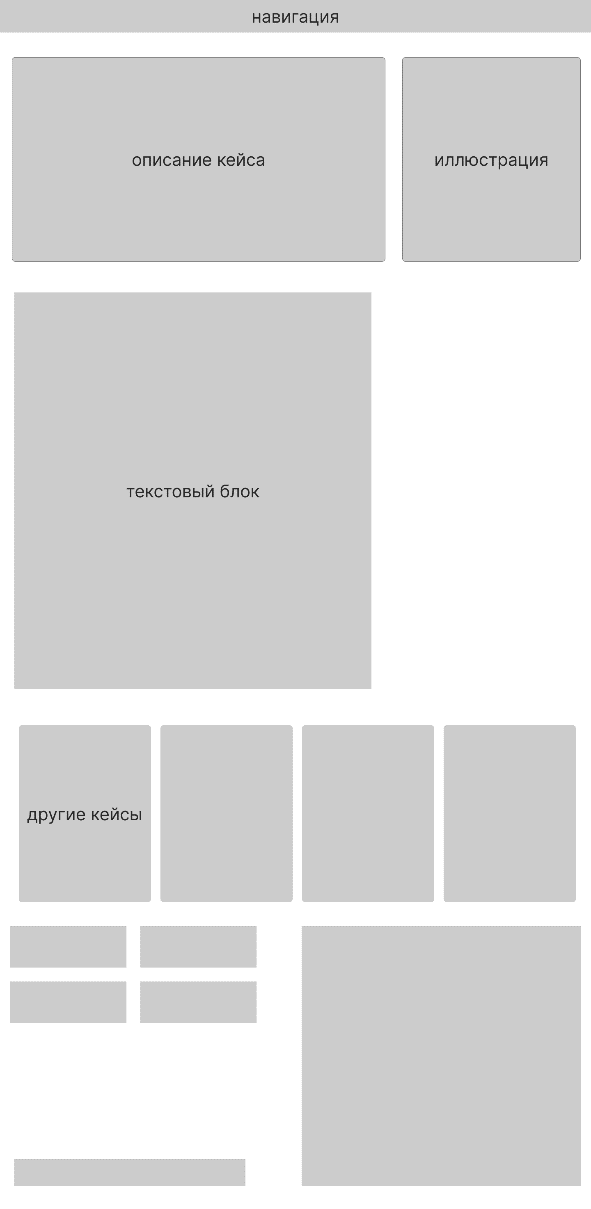 навигация
описание кейса
иллюстрация
текстовый блок
другие кейсы